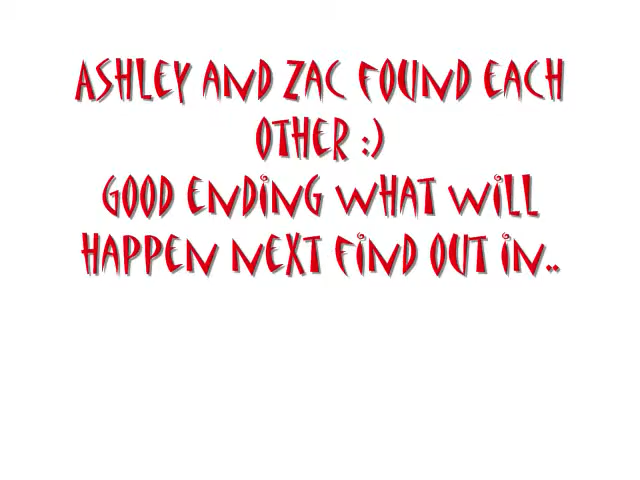 ASHLEY AND ZAC FOUND EACH
OTHER :)
GOOD ENDING WHAT WILL
HAPPEN NEXT FIND OUT IN..